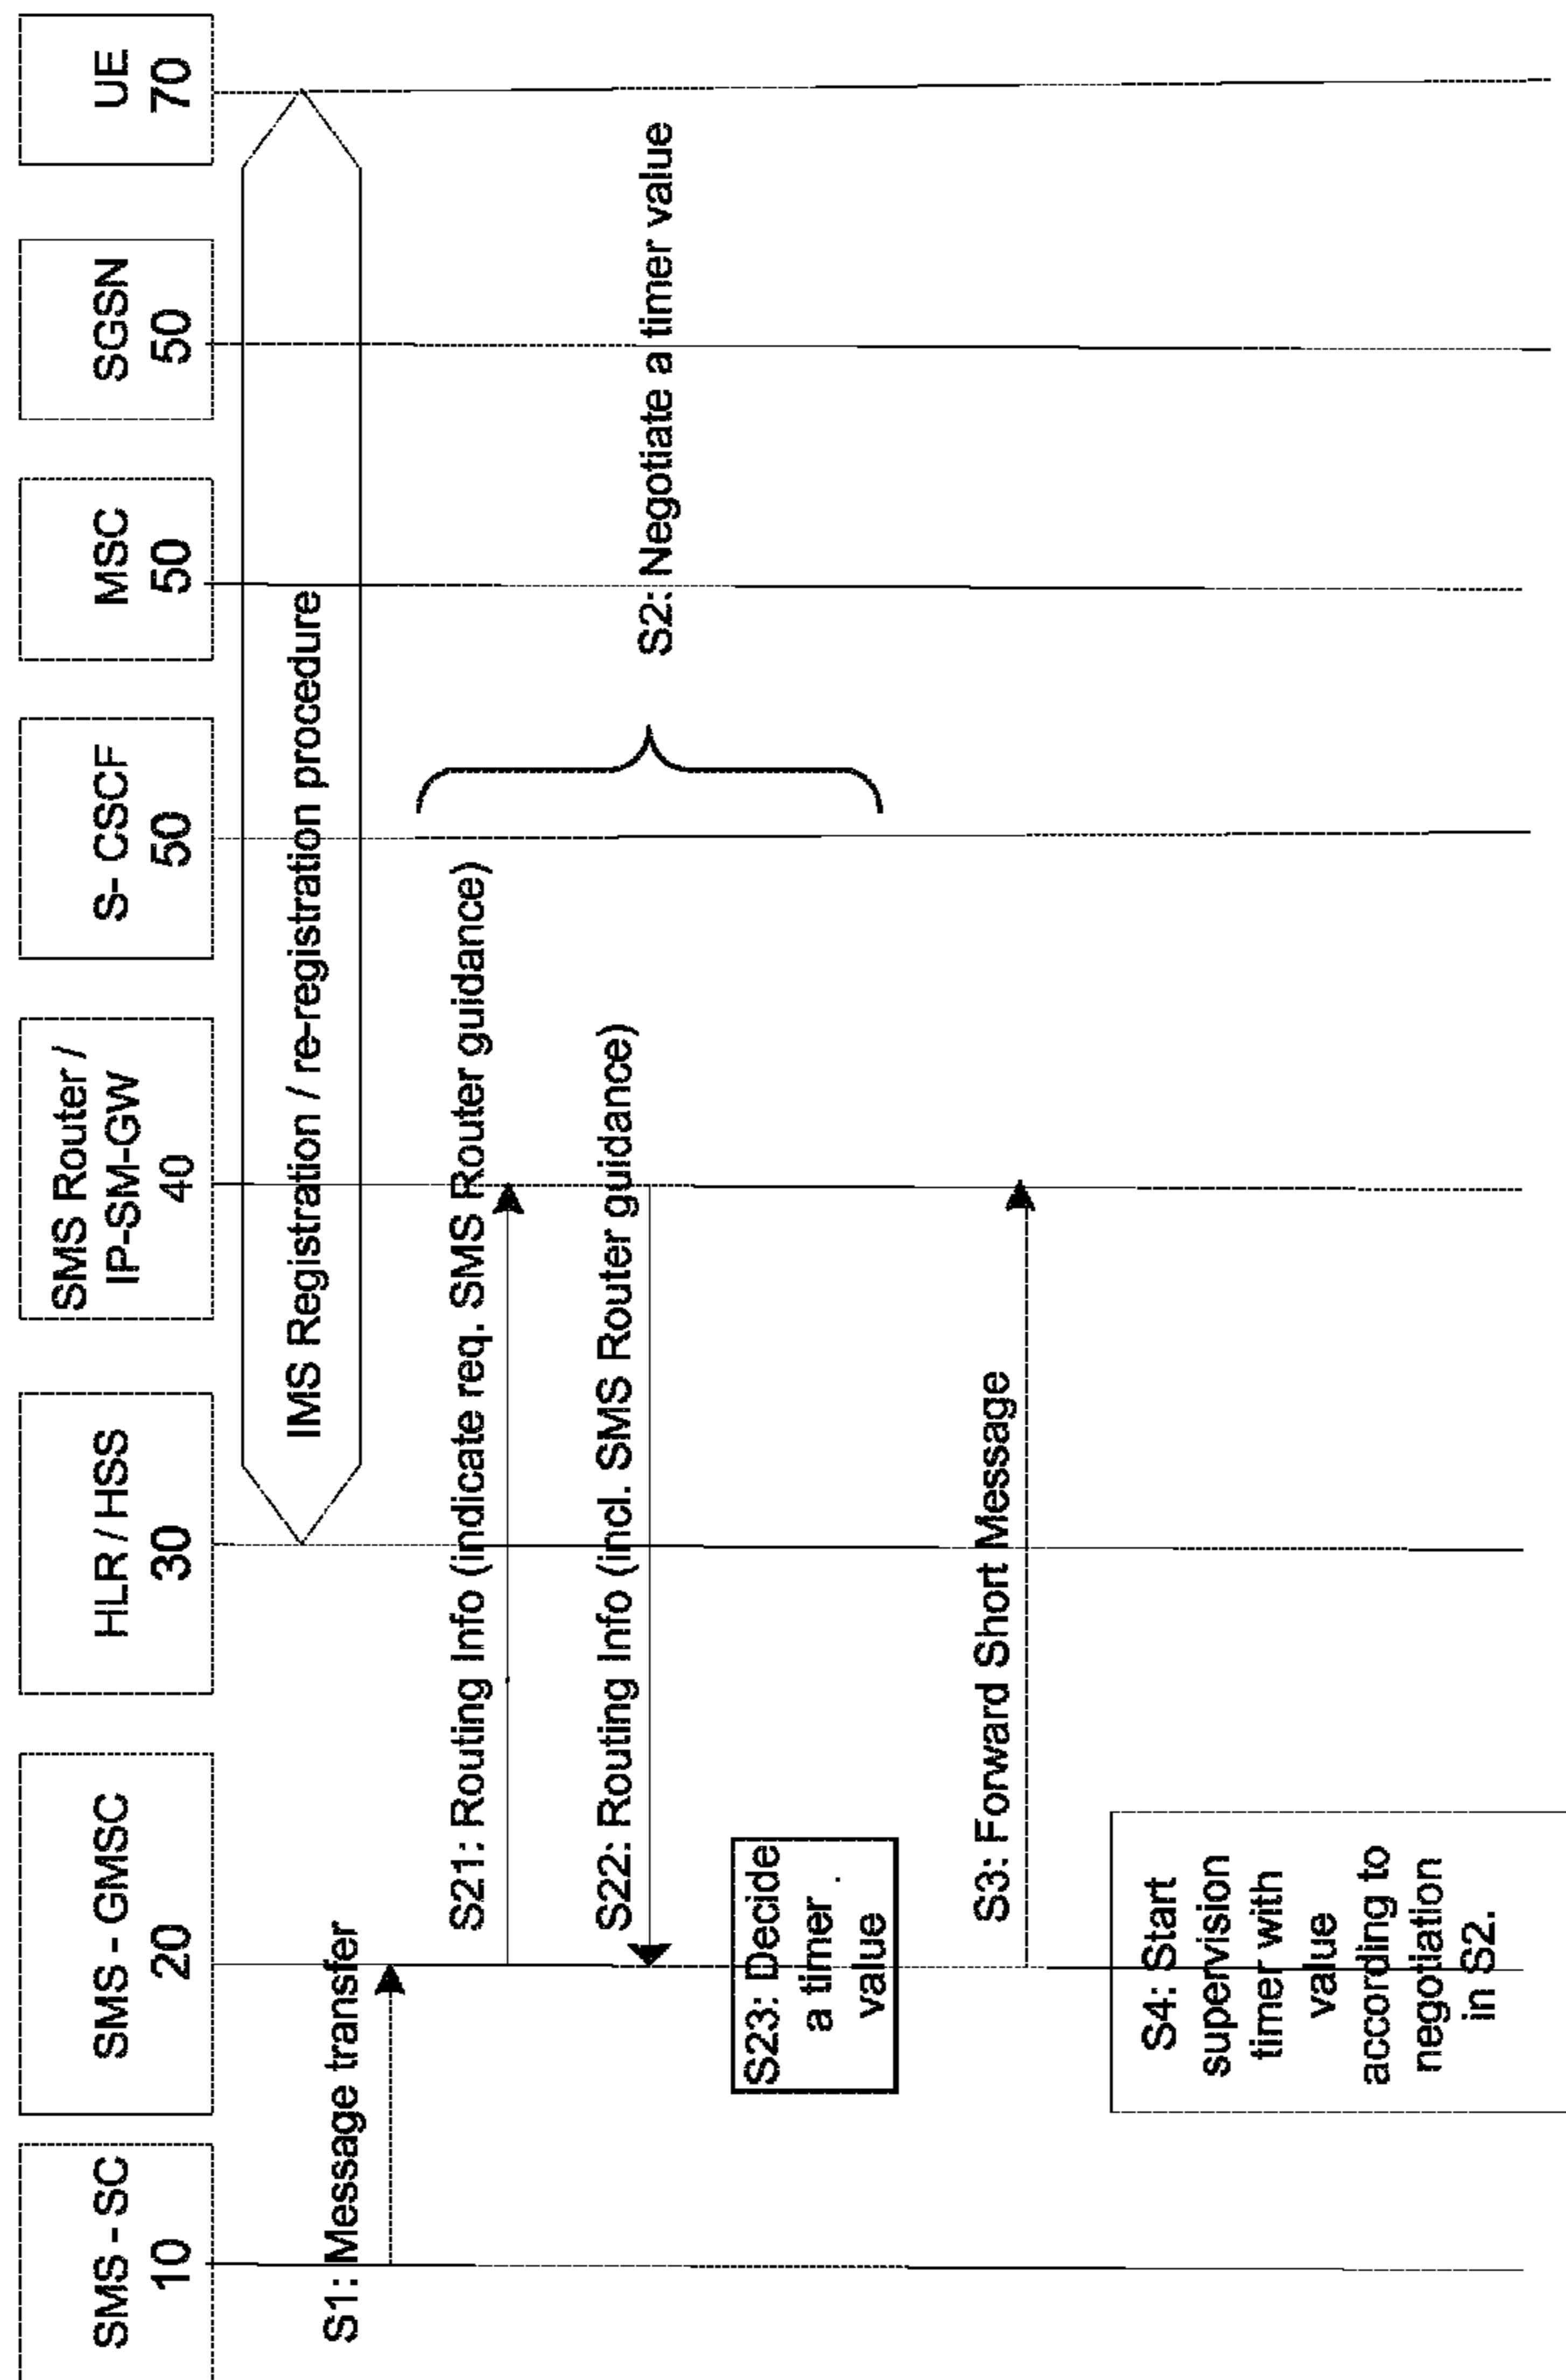 SMS - SC
10
SMS - GMSC
20
HLR / HSS
30
SMS Router /
IP-SM-GW
40
S- CSCF
50
MSC
50
SGSN
50
UE
70
IMS Registration / re-registration procedure
S1: Message transfer
S21: Routing Info (indicate req. SMS Router guidance)
S22: Routing Info (incl. SMS Router guidance)
S2: Negotiate a timer value
S23: Decide
a timer .
value
S3: Forward Short Message
S4: Start
supervision
timer with
value
according to
negotiation
in S2.